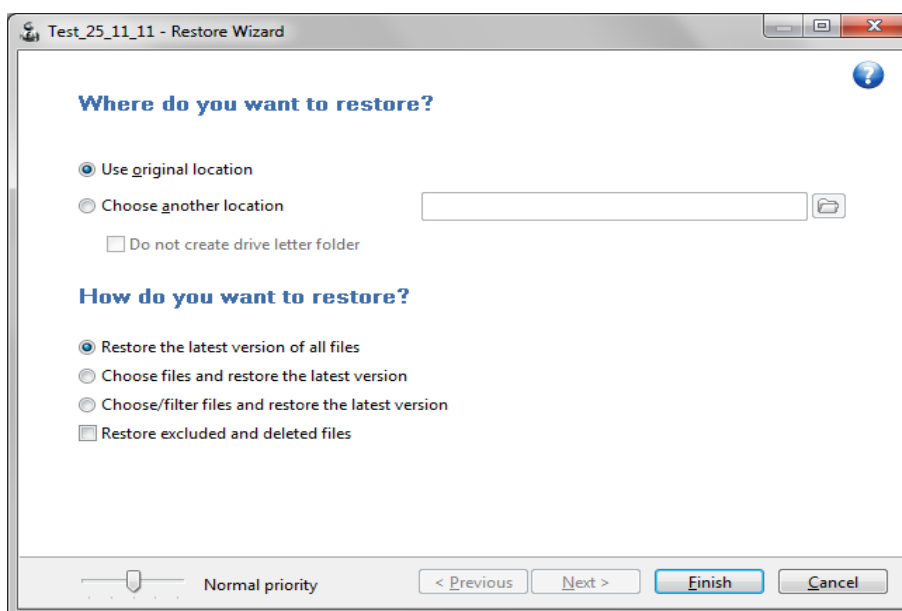 Test_25_11_11 - Restore Wizard
?
Where do you want to restore?
Use original location
Choose another location
Do not create drive letter folder
How do you want to restore?
Restore the latest version of all files
Choose files and restore the latest version
Choose/filter files and restore the latest version
Restore excluded and deleted files
Normal priority < Previous Next > Finish Cancel